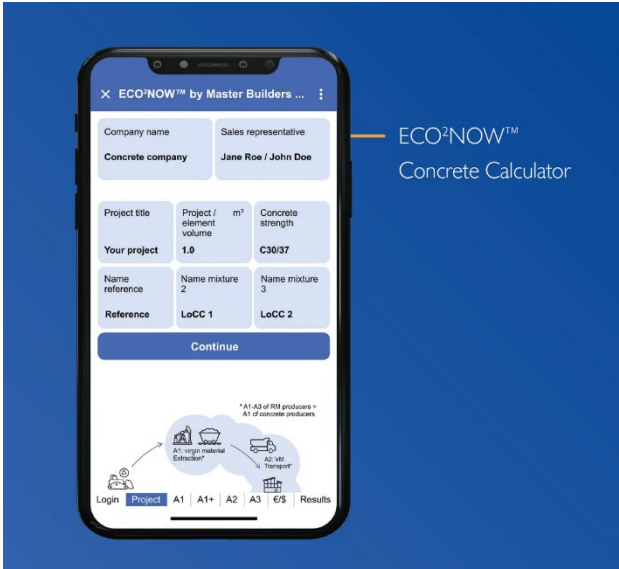 ECO²NOW™ by Master Builders ...
Company name
Concrete company
Sales representative
Jane Roe / John Doe
Project title
Your project
Project / element volume m³
1.0
Concrete strength
C30/37
Name reference
Reference
Name mixture 2
LoCC 1
Name mixture 3
LoCC 2
Continue
* A1-A3 of RM producers =
A1 of concrete producers
A1: virgin material
Extraction*
A2: VM
Transport*
Login Project A1 A1+ A2 A3 €/$ Results
ECO²NOW™
Concrete Calculator